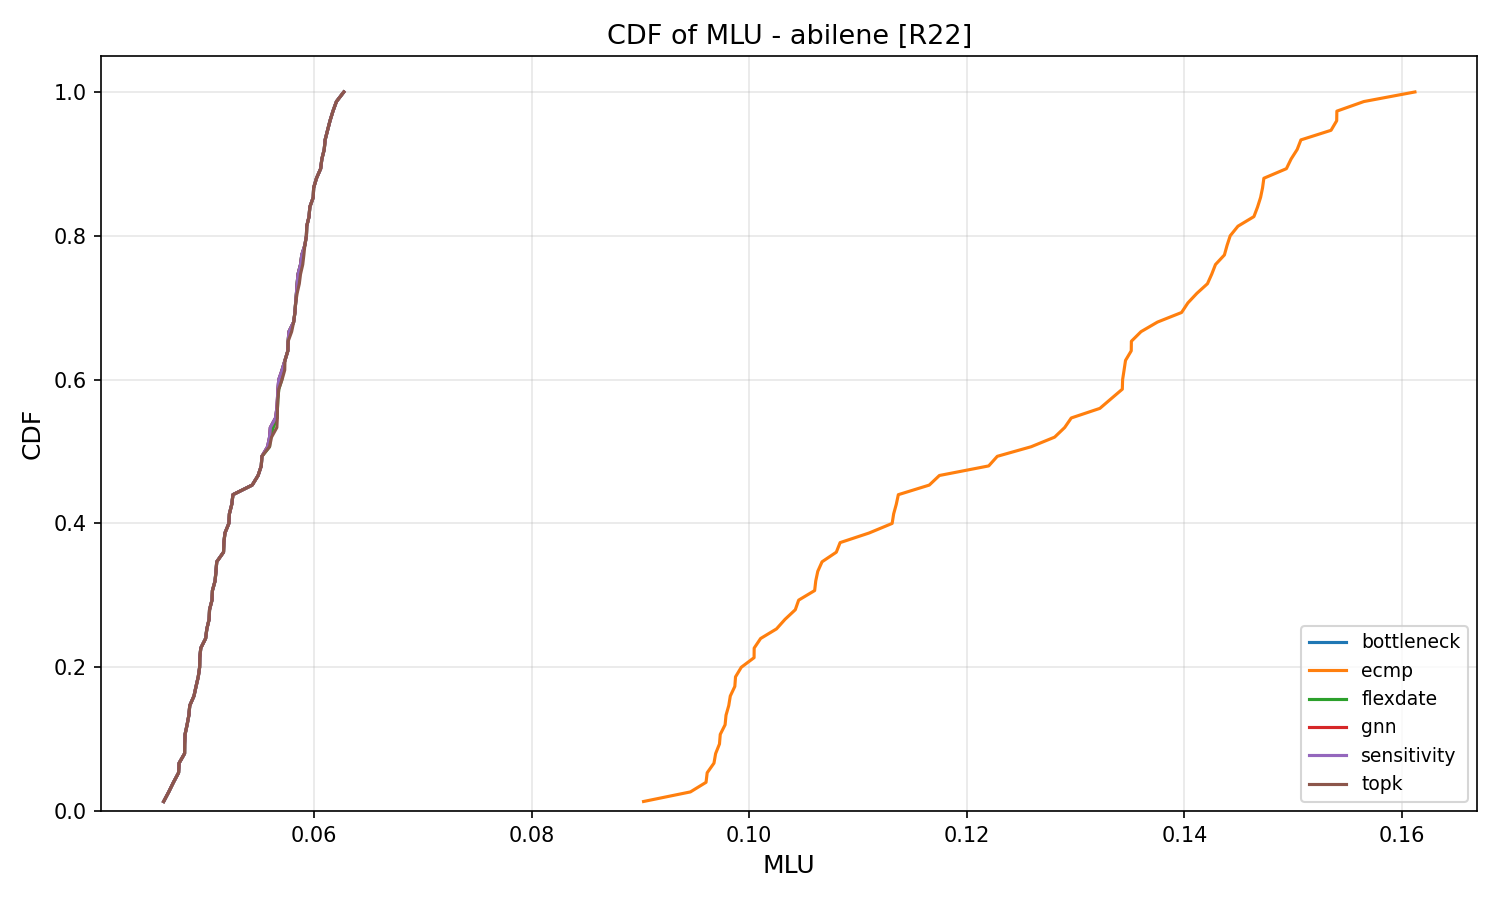 CDF of MLU - abilene [R22]
CDF
1.0
0.8
0.6
0.4
0.2
0.0
0.06 0.08 0.10 0.12 0.14 0.16
MLU
bottleneck
ecmp
flexdate
gnn
sensitivity
topk